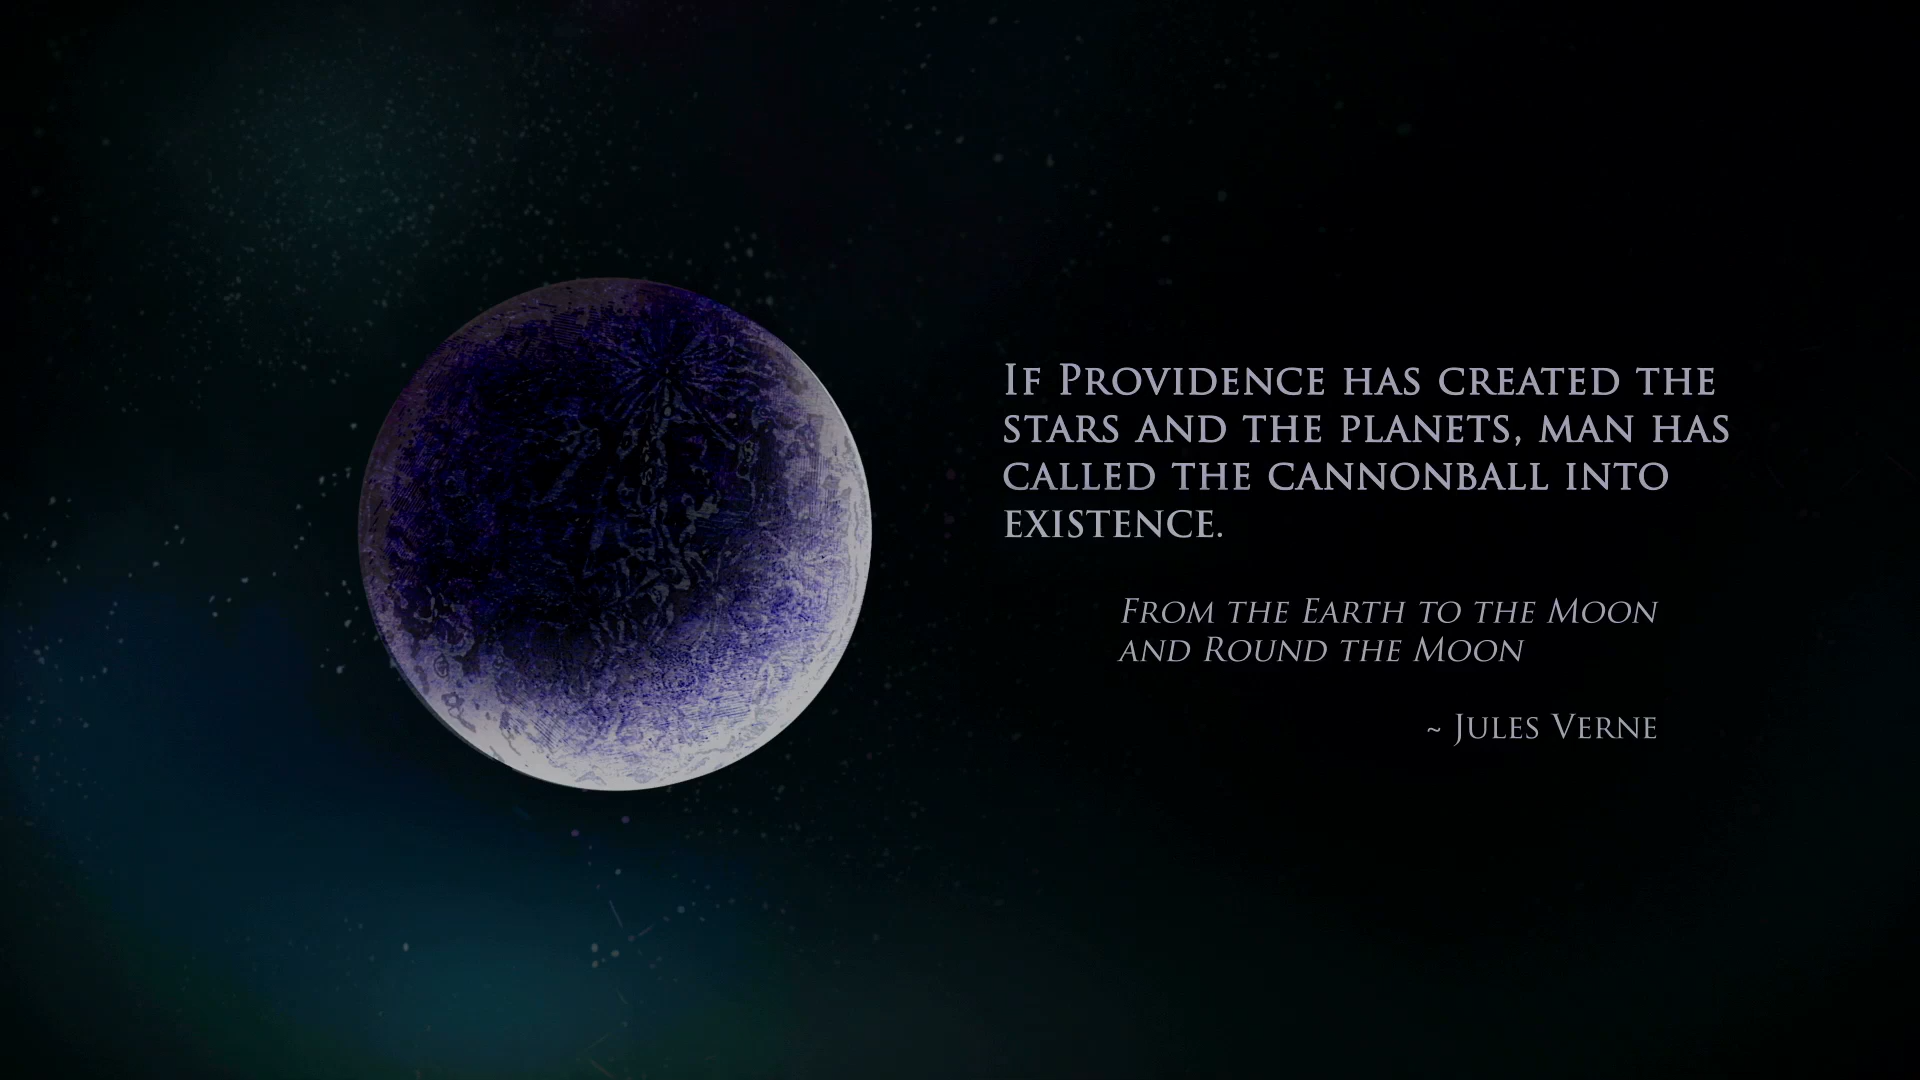 If Providence has created the
stars and the planets, man has
called the cannonball into
existence.
From the Earth to the Moon
and Round the Moon
~ Jules Verne